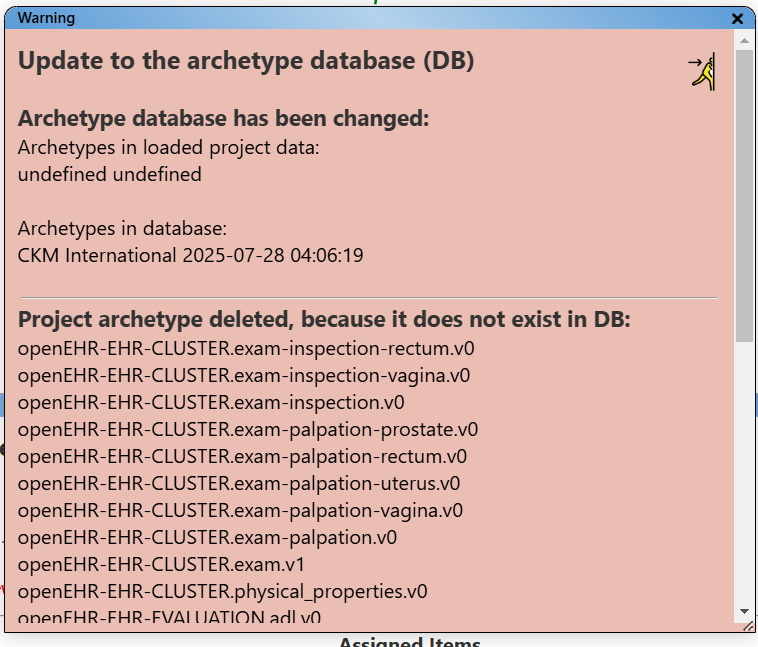 Warning
Update to the archetype database (DB)
Archetype database has been changed:
Archetypes in loaded project data:
undefined undefined
Archetypes in database:
CKM International 2025-07-28 04:06:19
Project archetype deleted, because it does not exist in DB:
openEHR-EHR-CLUSTER.exam-inspection-rectum.v0
openEHR-EHR-CLUSTER.exam-inspection-vagina.v0
openEHR-EHR-CLUSTER.exam-inspection.v0
openEHR-EHR-CLUSTER.exam-palpation-prostate.v0
openEHR-EHR-CLUSTER.exam-palpation-rectum.v0
openEHR-EHR-CLUSTER.exam-palpation-uterus.v0
openEHR-EHR-CLUSTER.exam-palpation-vagina.v0
openEHR-EHR-CLUSTER.exam-palpation.v0
openEHR-EHR-CLUSTER.exam.v1
openEHR-EHR-CLUSTER.physical_properties.v0
openEHR-EHR-EVALUATION.adl.v0
Assigned Items